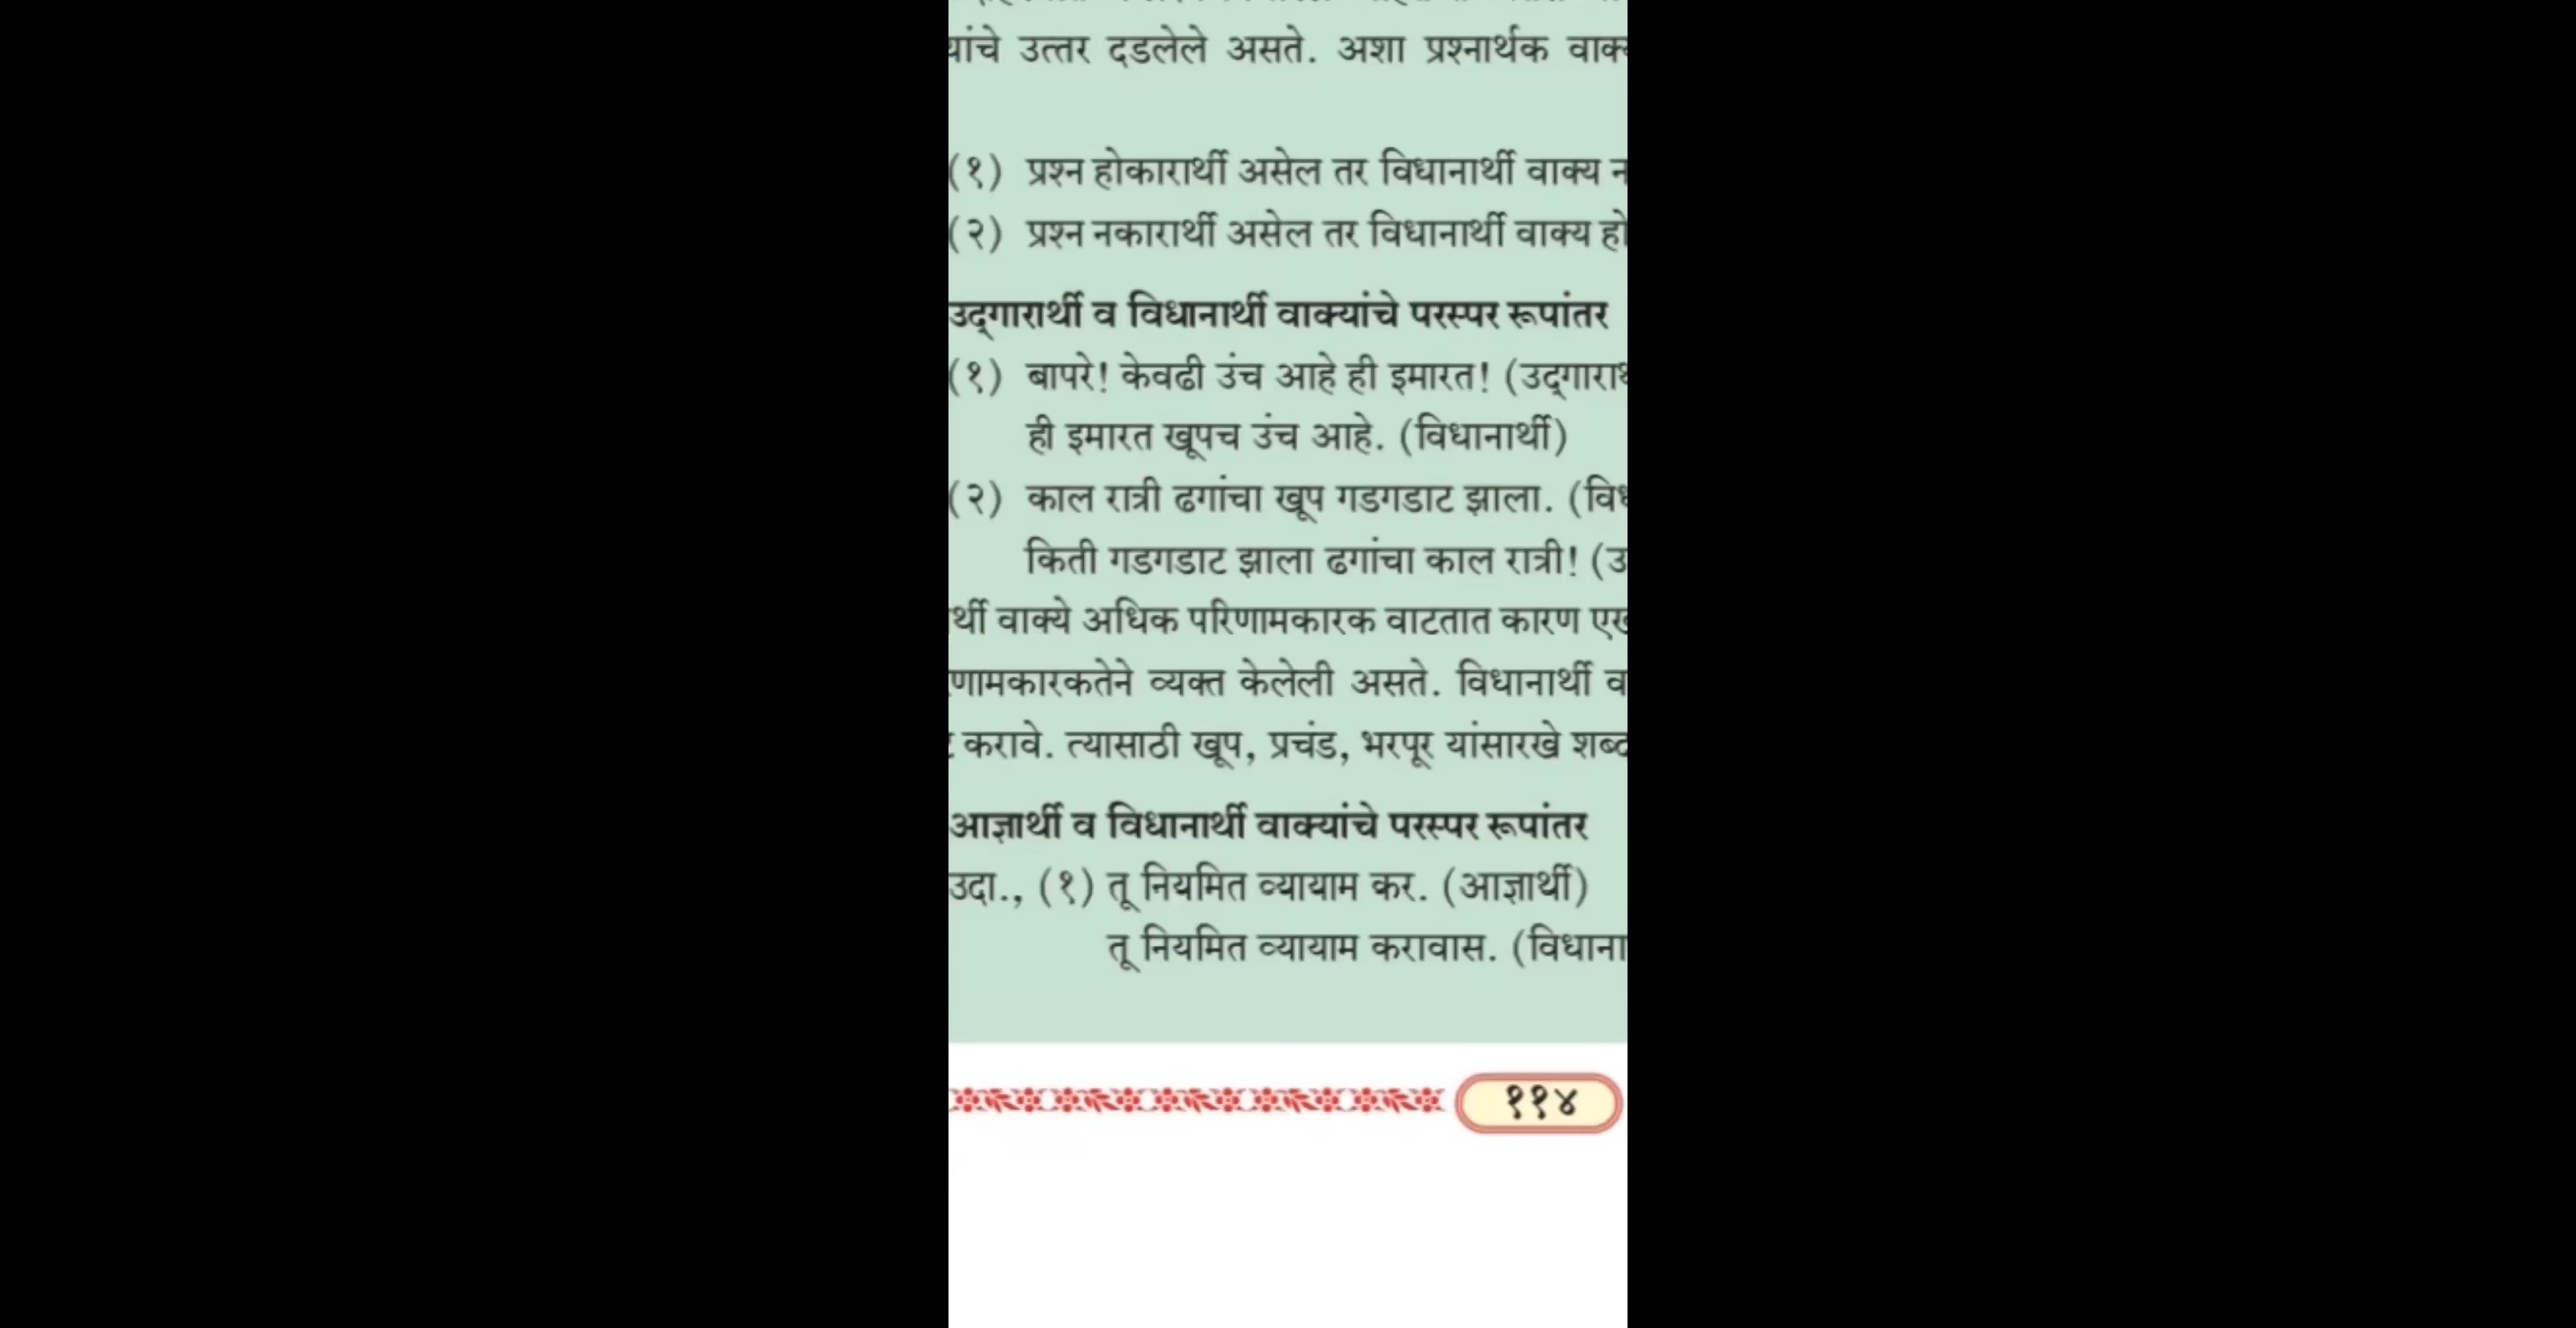 यांचे उत्तर दडलेले असते. अशा प्रश्नार्थक
(१) प्रश्न होकारार्थी असेल तर विधानार्थी वाक्य
(२) प्रश्न नकारार्थी असेल तर विधानार्थी वाक्य हो
उद्‌गारार्थी व विधानार्थी वाक्यांचे परस्पर रूपांतर
(१) बापरे! केवढी उंच आहे ही इमारत! (उद्‌गारार्थ
ही इमारत खूपच उंच आहे. (विधानार्थी)
(२) काल रात्री ढगांचा खूप गडगडाट झाला. (विध
किती गडगडाट झाला ढगांचा काल रात्री! (उ
र्थी वाक्ये अधिक परिणामकारक वाटतात कारण
णामकारकतेने व्यक्त केलेली असते. विधानार्थी व
करावे. त्यासाठी खूप, प्रचंड, भरपूर यांसारखे शब्द
आज्ञार्थी व विधानार्थी वाक्यांचे परस्पर रूपांतर
उदा., (१) तू नियमित व्यायाम कर. (आज्ञार्थी)
तू नियमित व्यायाम करावास. (विधाना
११४